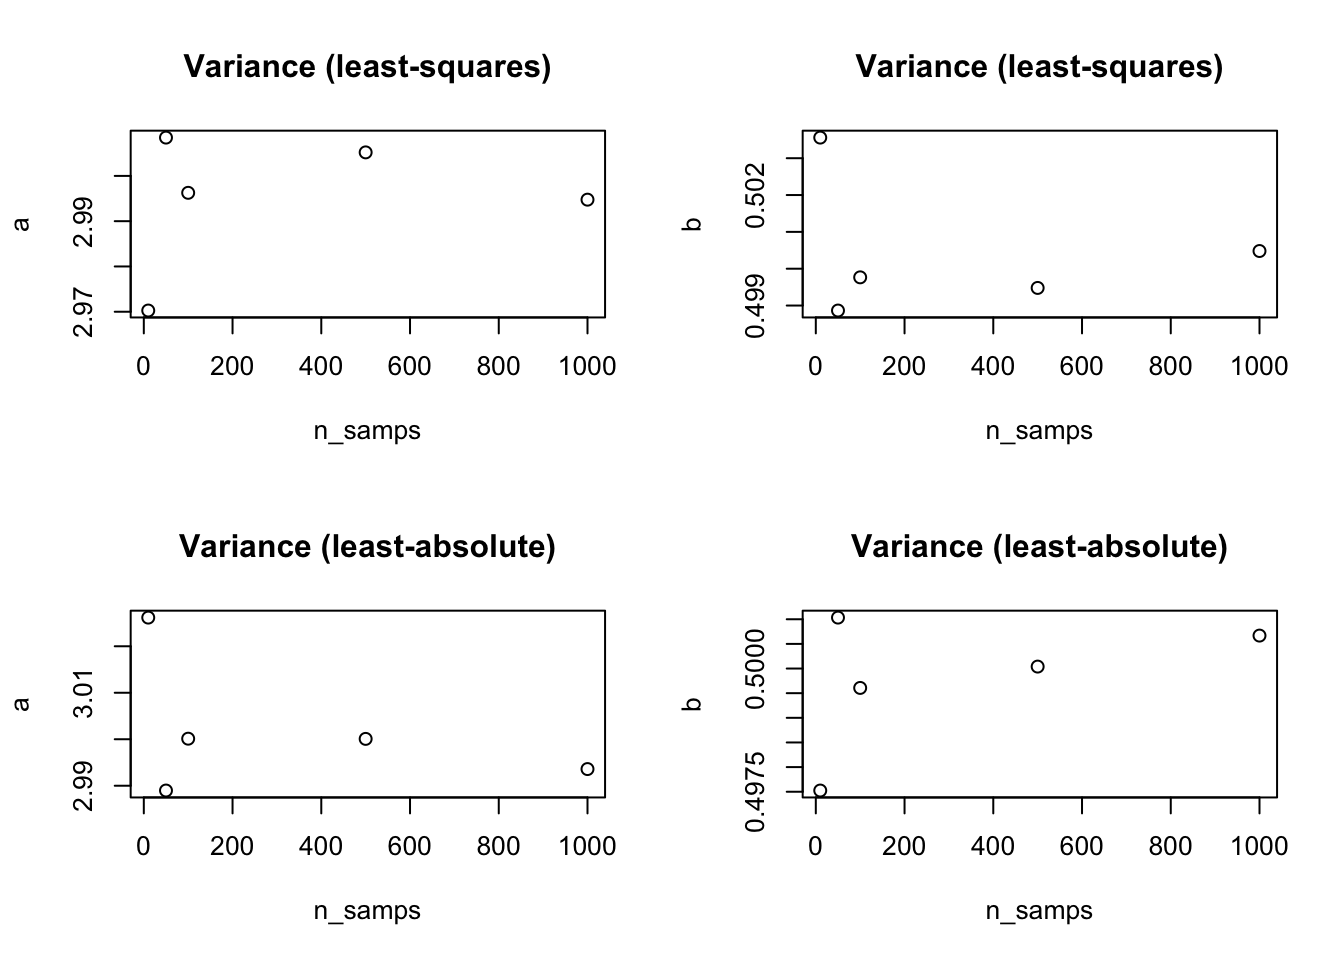 Variance (least-squares)
a
2.99
2.97
0 200 400 600 800 1000
n_samps
Variance (least-squares)
b
0.502
0.499
0 200 400 600 800 1000
n_samps
Variance (least-absolute)
a
3.01
2.99
0 200 400 600 800 1000
n_samps
Variance (least-absolute)
b
0.5000
0.4975
0 200 400 600 800 1000
n_samps